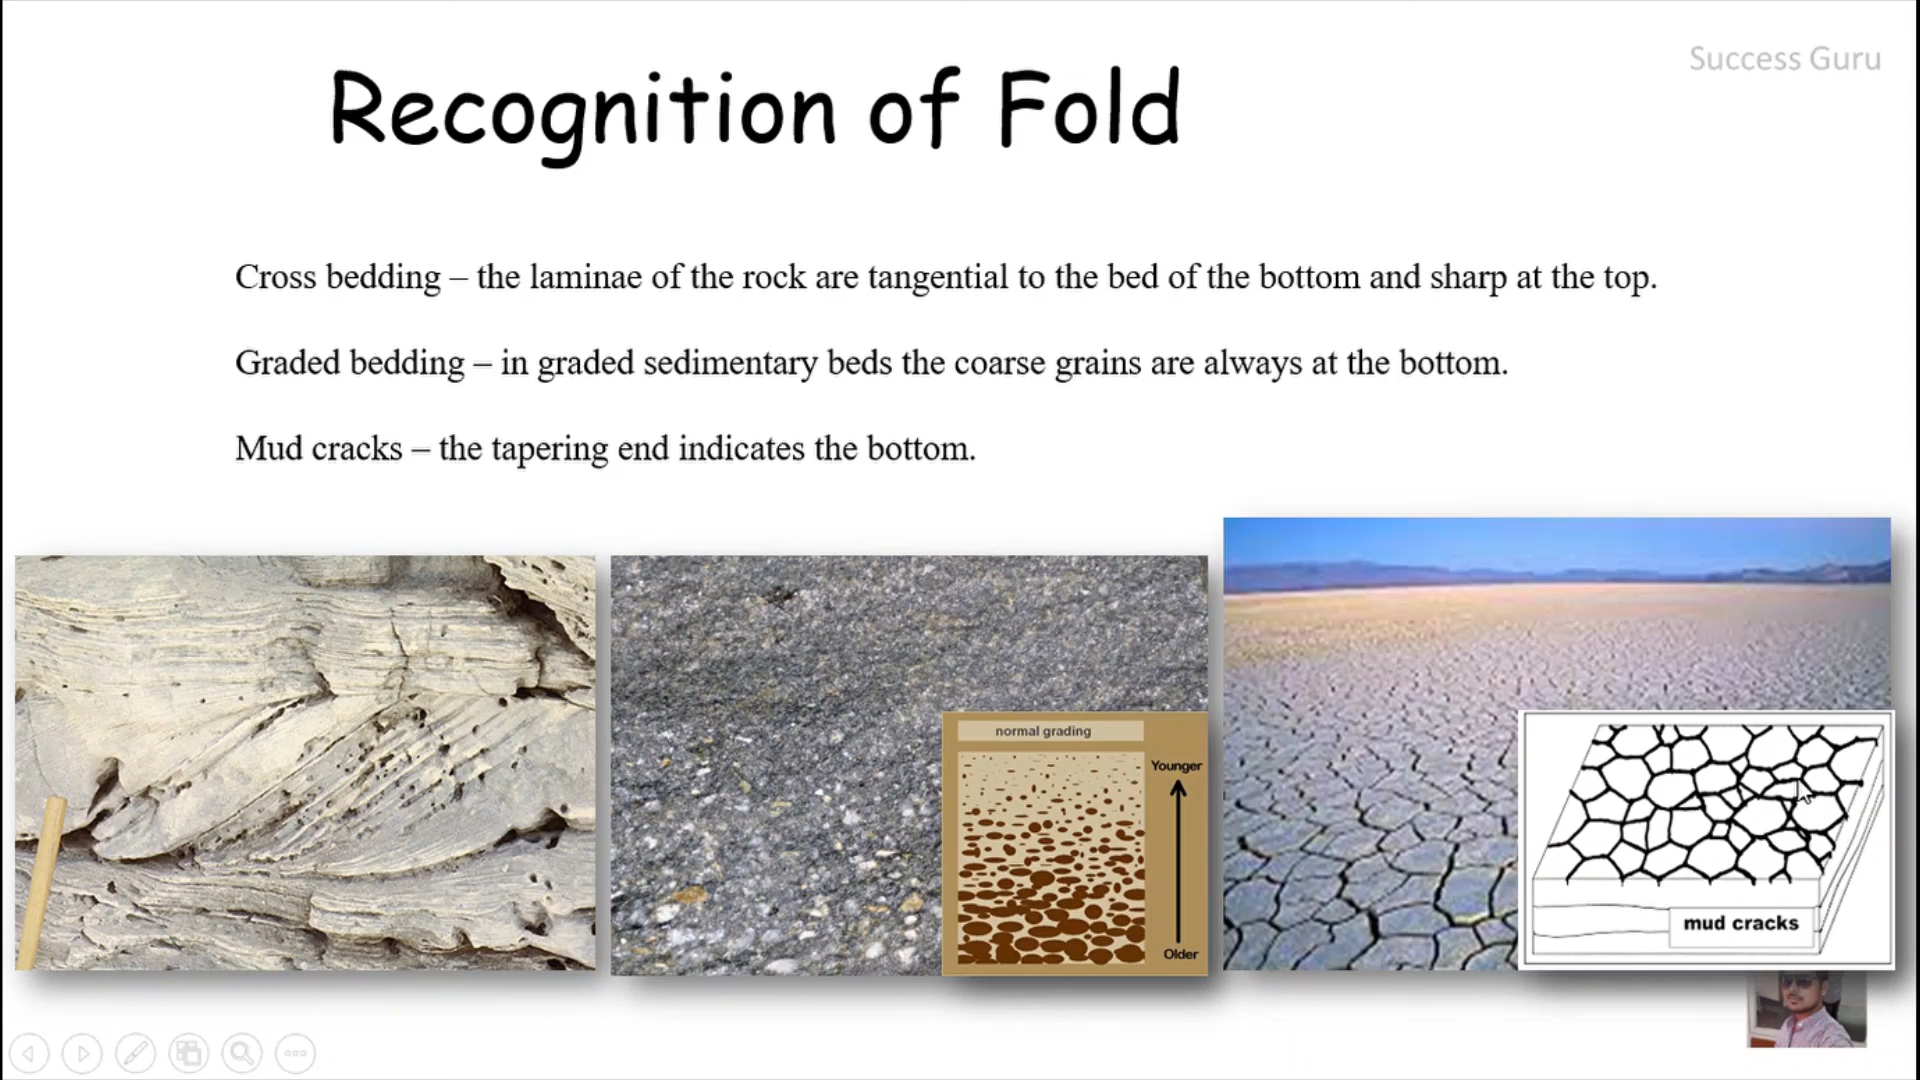 Success Guru
Recognition of Fold
Cross bedding – the laminae of the rock are tangential to the bed of the bottom and sharp at the top.
Graded bedding – in graded sedimentary beds the coarse grains are always at the bottom.
Mud cracks – the tapering end indicates the bottom.
normal grading
Younger
Older
mud cracks